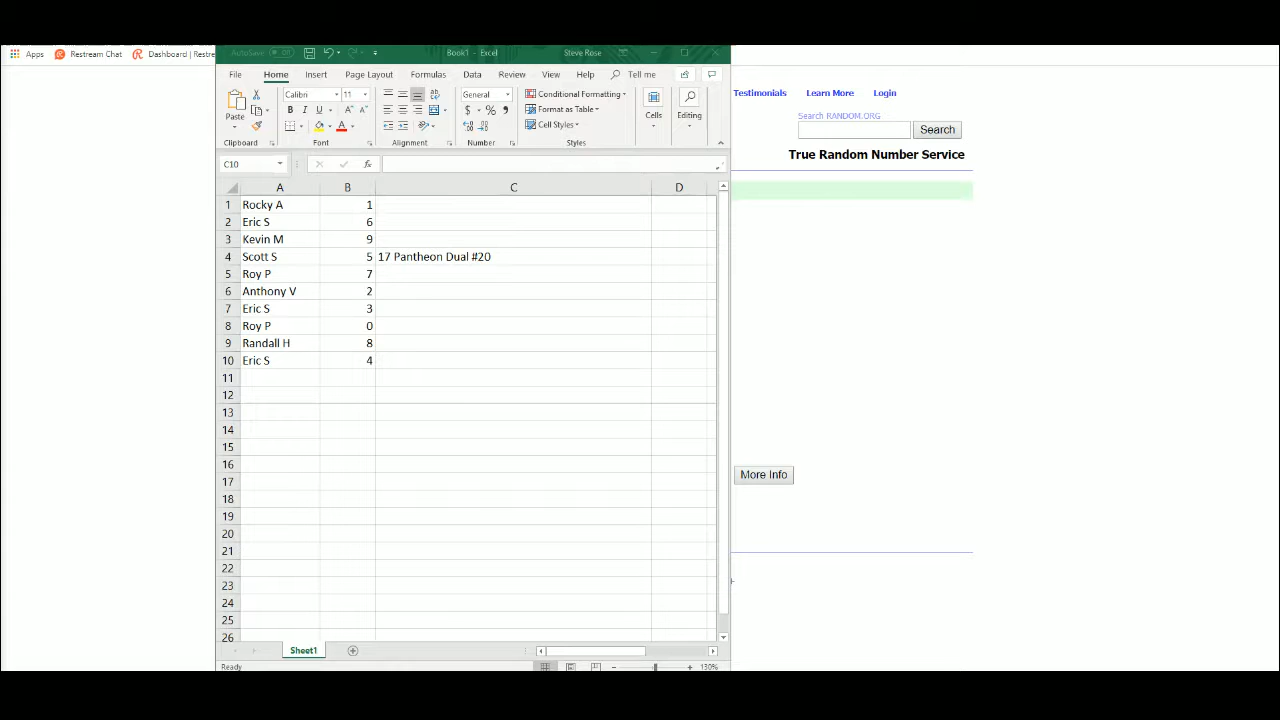 Apps Restream Chat Dashboard | Restre
AutoSave Off Book1 - Excel Steve Rose
File Home Insert Page Layout Formulas Data Review View Help Tell me
Testimonials Learn More Login
Calibri 11 General Conditional Formatting
Search RANDOM.ORG
Paste B I U A A $ % , Format as Table Cells Editing
Search
Cell Styles
Clipboard Font Alignment Number Styles
True Random Number Service
C10 fx
A B C D
1 Rocky A 1
2 Eric S 6
3 Kevin M 9
4 Scott S 5 17 Pantheon Dual #20
5 Roy P 7
6 Anthony V 2
7 Eric S 3
8 Roy P 0
9 Randall H 8
10 Eric S 4
11
12
13
14
15
16
17
More Info
18
19
20
21
22
23
24
25
26
Sheet1
Ready 130%